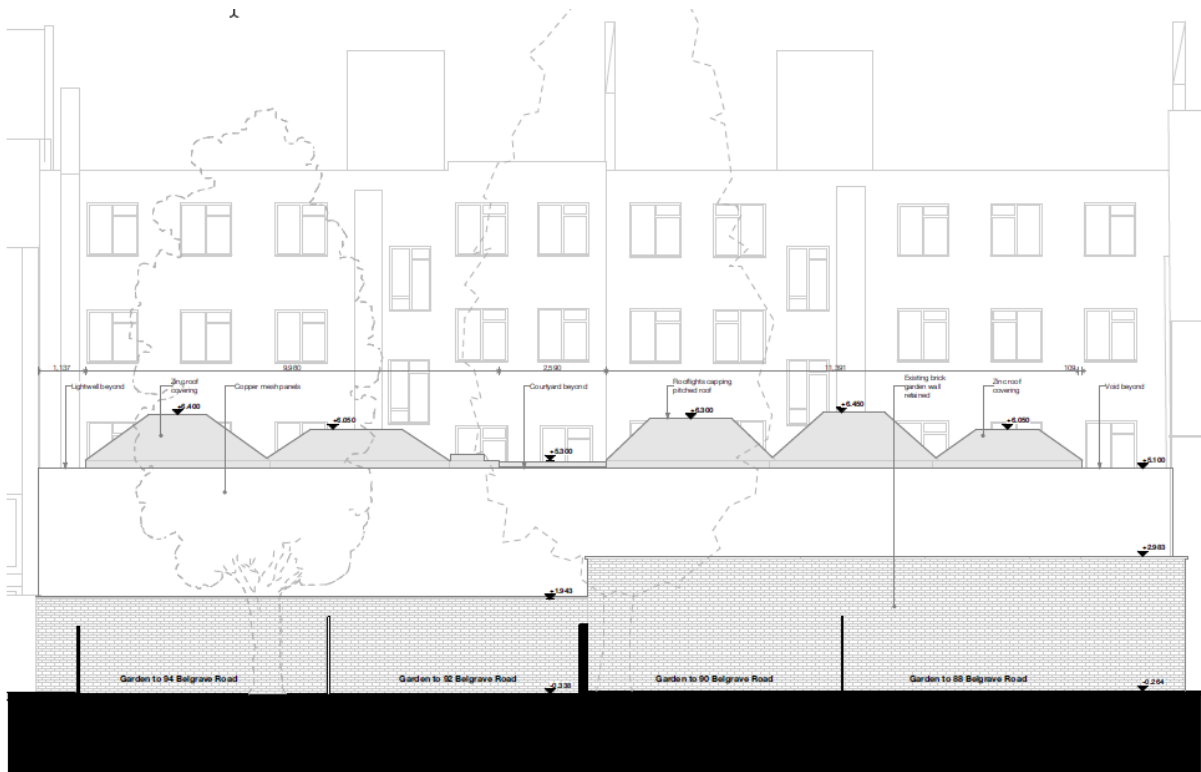 1,137
9,980
2,590
11,391
109
Lightwell beyond
Zinc roof
covering
Copper mesh panels
Courtyard beyond
Rooflights capping
pitched roof
Existing brick
garden wall
retained
Zinc roof
covering
Void beyond
+6.400
+6.050
+5.300
+6.300
+6.450
+6.050
+5.100
+2.983
+1.943
Garden to 94 Belgrave Road
Garden to 92 Belgrave Road
Garden to 90 Belgrave Road
Garden to 88 Belgrave Road
-0.338
-0.264